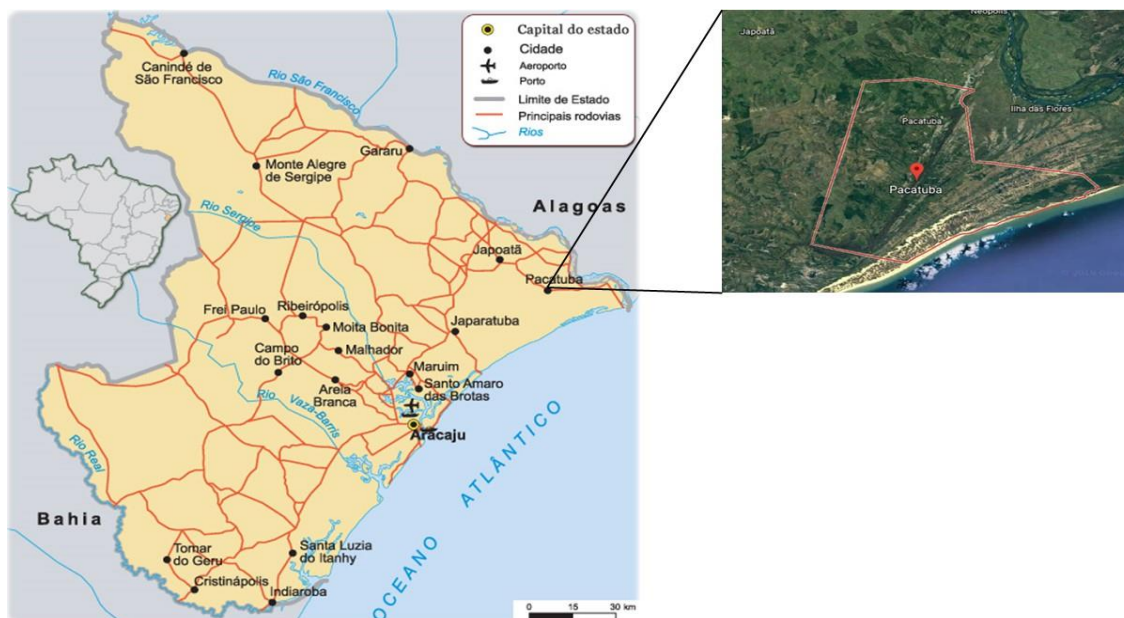 Capital do estado
Cidade
Aeroporto
Porto
Limite de Estado
Principais rodovias
Rios
Canindé de
São Francisco
Rio São Francisco
Gararu
Monte Alegre
de Sergipe
Alagoas
Rio Sergipe
Japoatã
Pacatuba
Frei Paulo
Ribeirópolis
Moita Bonita
Japaratuba
Campo
do Brito
Malhador
Maruim
Areia
Branca
Santo Amaro
das Brotas
Rio Vaza-Barris
Aracaju
Rio Real
Bahia
OCEANO ATLÂNTICO
Tomar
do Geru
Santa Luzia
do Itanhy
Cristinápolis
Indiaroba
0 15 30 km
Neópolis
Japoatã
Ilha das Flores
Pacatuba
Pacatuba